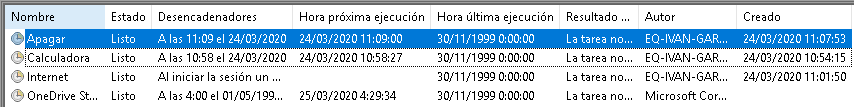 Nombre Estado Desencadenadores Hora próxima ejecución Hora última ejecución Resultado ... Autor Creado
Apagar Listo A las 11:09 el 24/03/2020 24/03/2020 11:09:00 30/11/1999 0:00:00 La tarea no... EQ-IVAN-GAR... 24/03/2020 11:07:53
Calculadora Listo A las 10:58 el 24/03/2020 24/03/2020 10:58:27 30/11/1999 0:00:00 La tarea no... EQ-IVAN-GAR... 24/03/2020 10:54:15
Internet Listo Al iniciar la sesión un ... 30/11/1999 0:00:00 La tarea no... EQ-IVAN-GAR... 24/03/2020 11:01:50
OneDrive St... Listo A las 4:00 el 01/05/199... 25/03/2020 4:29:34 30/11/1999 0:00:00 La tarea no... Microsoft Cor...